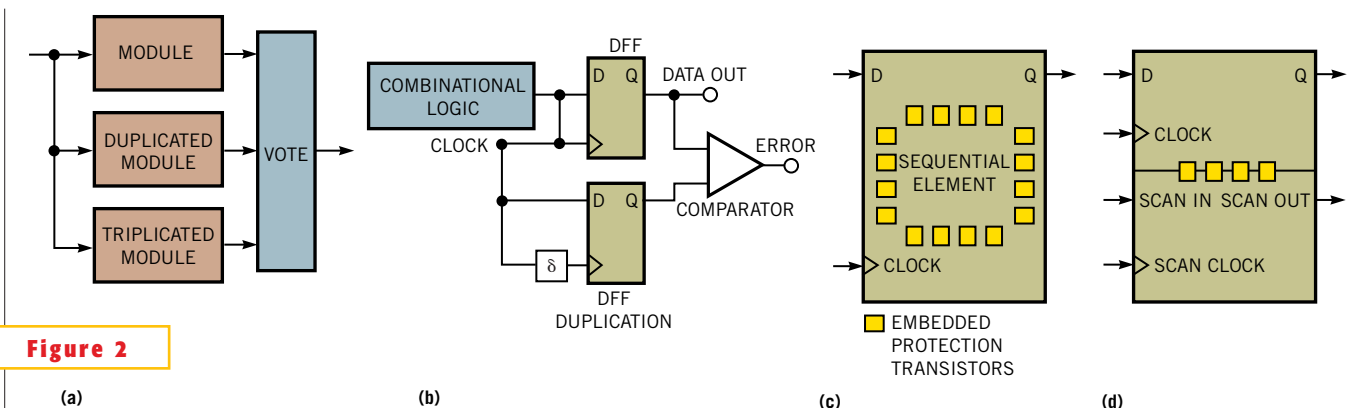 MODULE
DUPLICATED
MODULE
TRIPLICATED
MODULE
VOTE
Figure 2
(a)
COMBINATIONAL
LOGIC
CLOCK
DFF
D Q
DATA OUT
ERROR
COMPARATOR
D Q
δ
DFF
DUPLICATION
(b)
D Q
SEQUENTIAL
ELEMENT
CLOCK
EMBEDDED
PROTECTION
TRANSISTORS
(c)
D Q
CLOCK
SCAN IN SCAN OUT
SCAN CLOCK
(d)